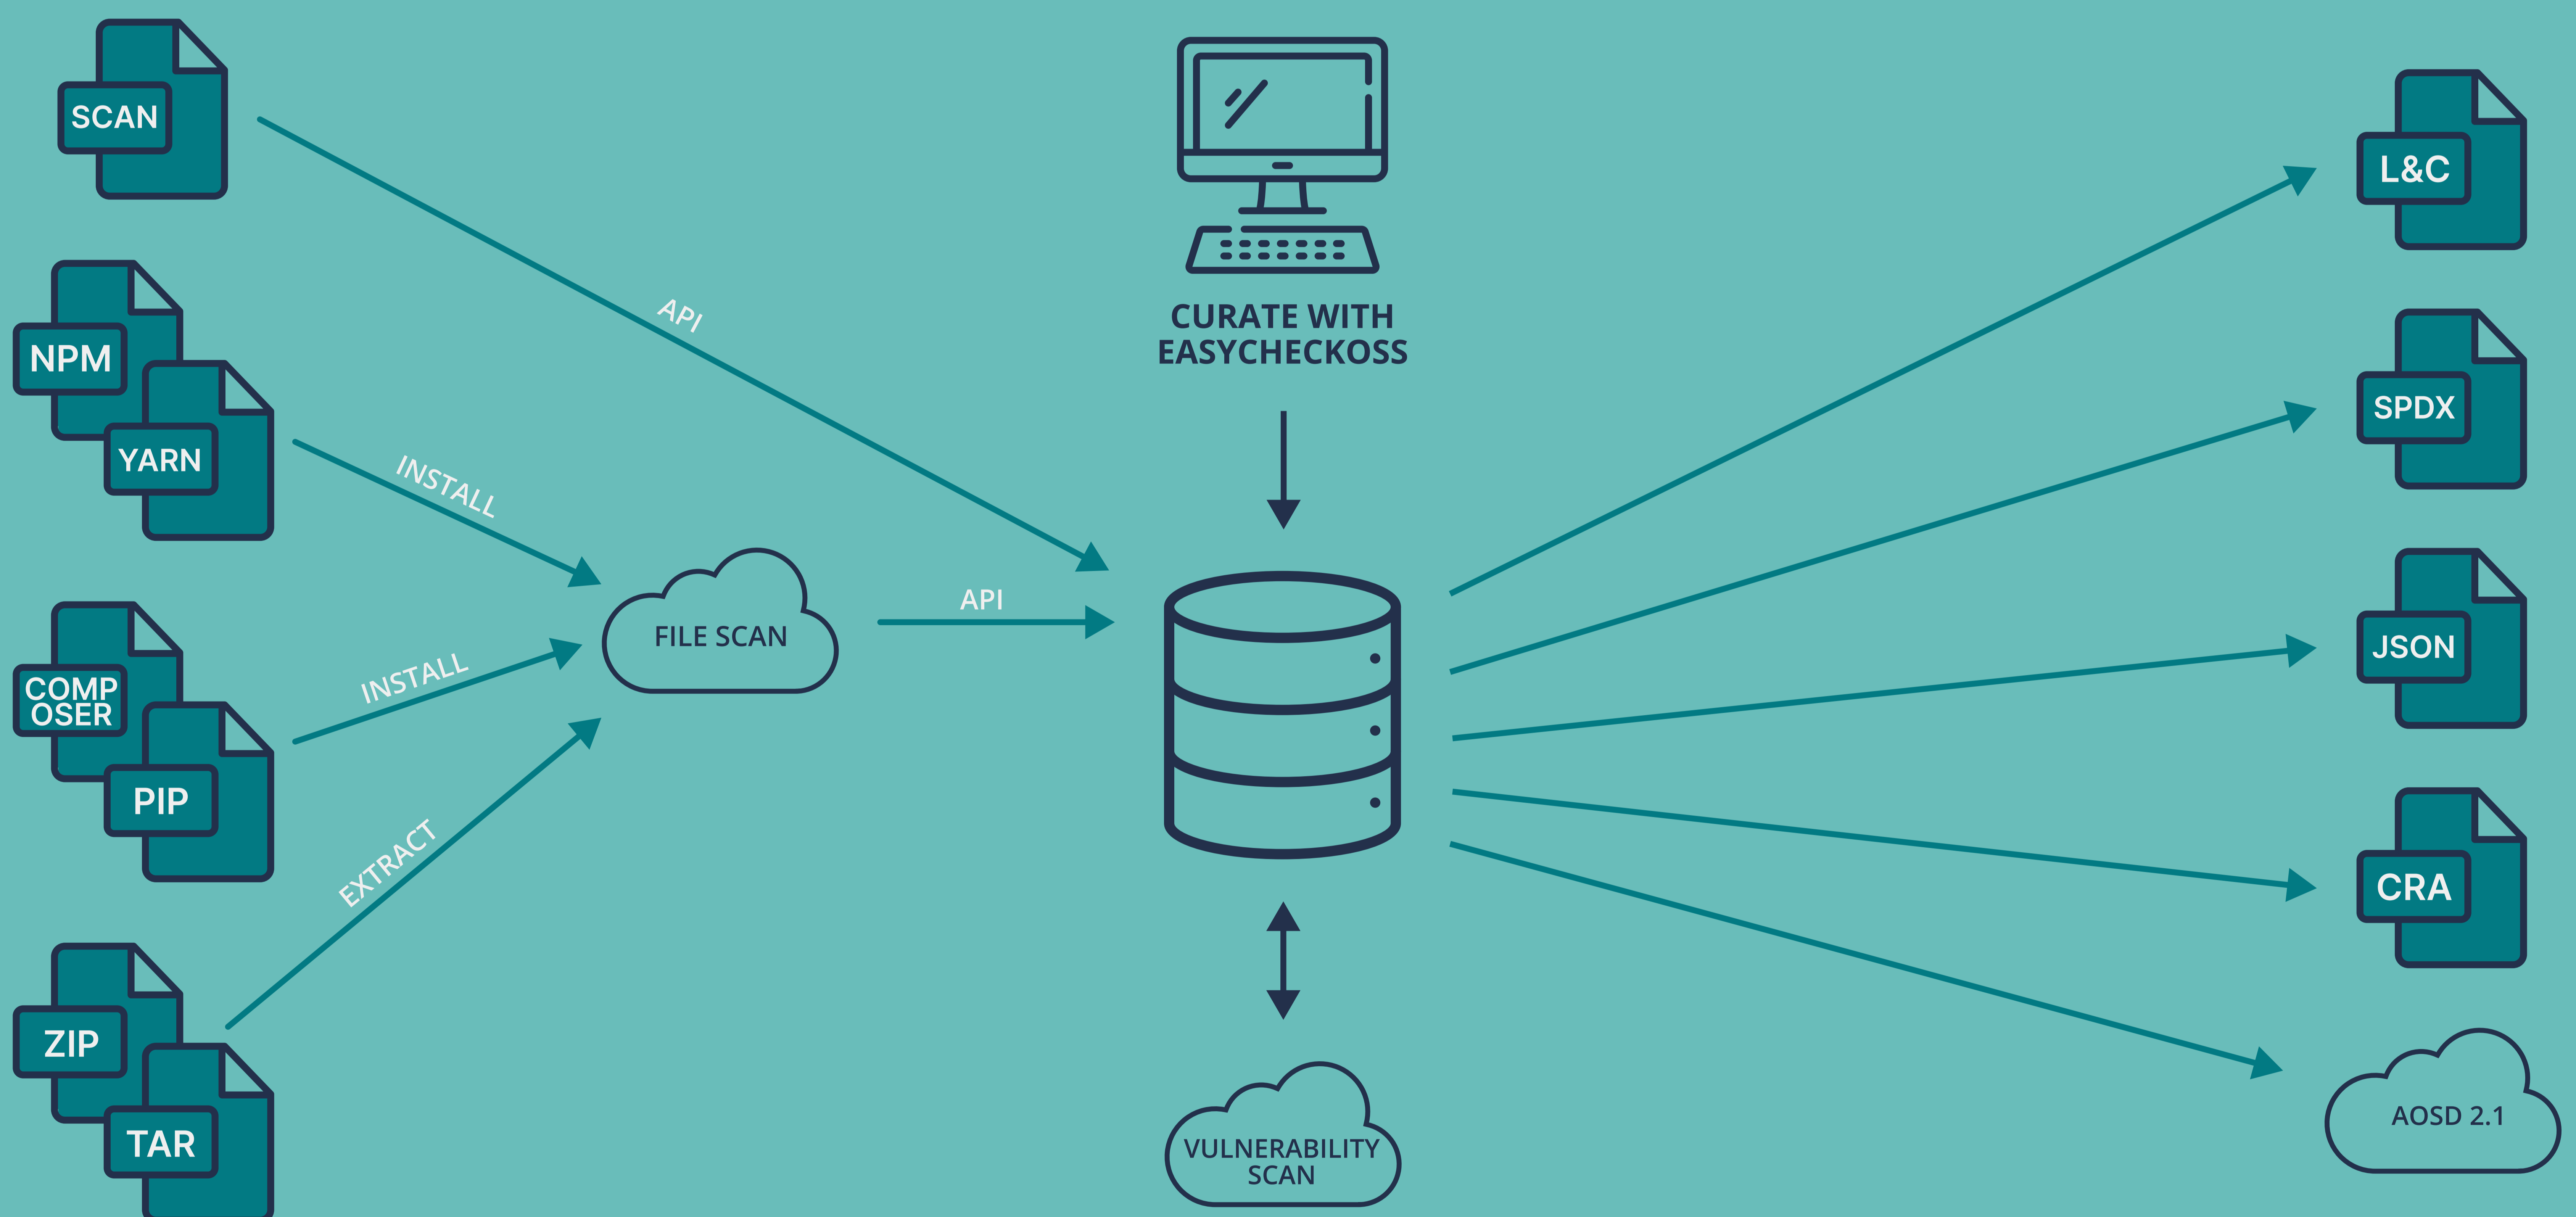 SCAN
NPM
YARN
COMP
OSER
PIP
ZIP
TAR
API
INSTALL
INSTALL
EXTRACT
FILE SCAN
API
CURATE WITH
EASYCHECKOSS
VULNERABILITY
SCAN
L&C
SPDX
JSON
CRA
AOSD 2.1